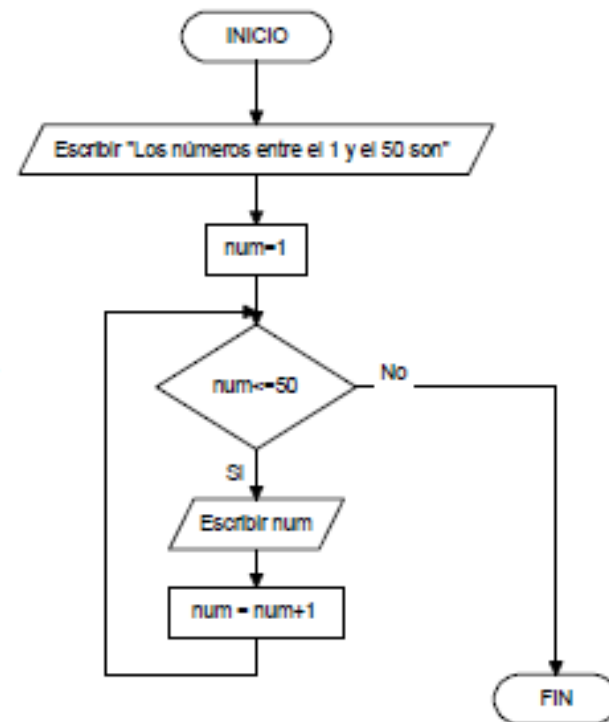 INICIO
Escribir "Los números entre el 1 y el 50 son"
num=1
num<=50
No
Si
Escribir num
num = num+1
FIN